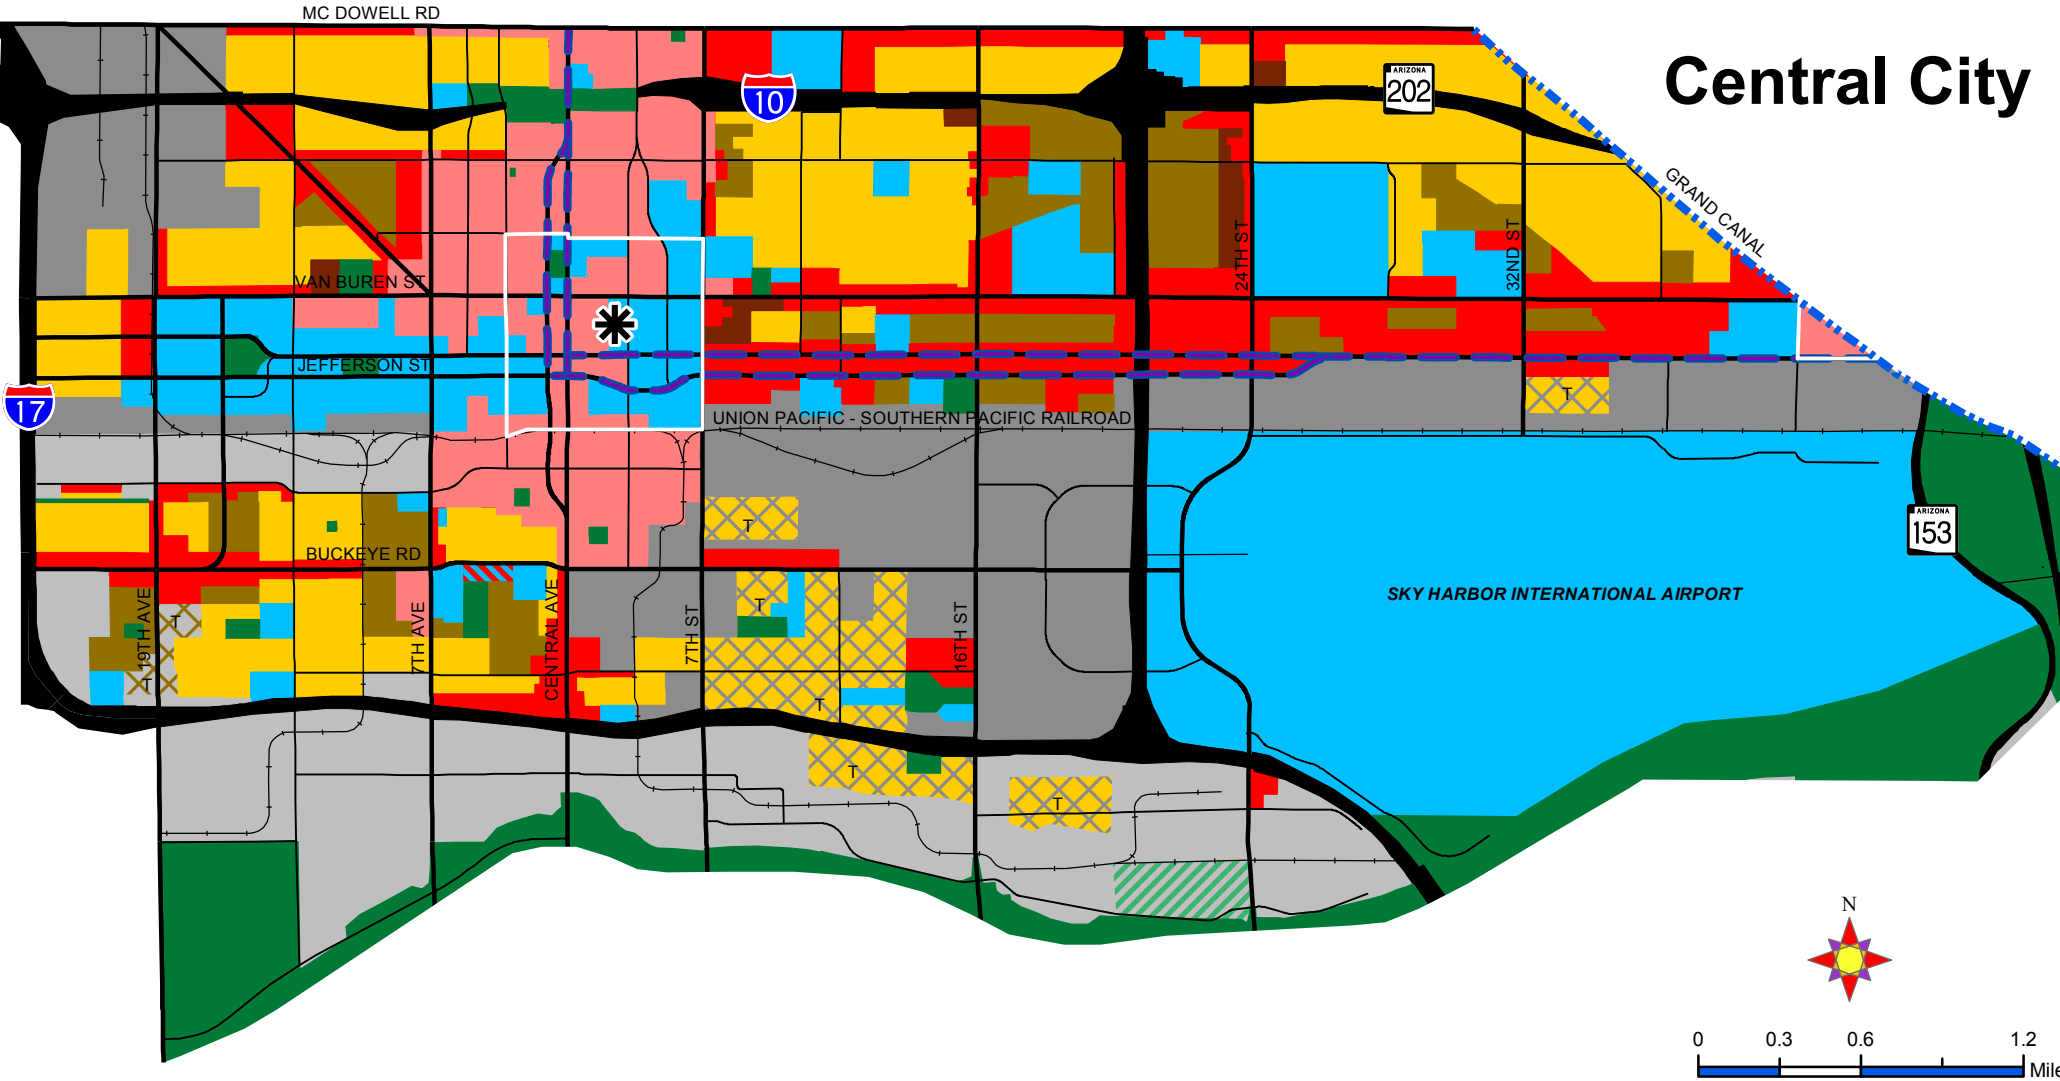 MC DOWELL RD
Central City
10
ARIZONA
202
GRAND CANAL
24TH ST
32ND ST
VAN BUREN ST
JEFFERSON ST
17
UNION PACIFIC - SOUTHERN PACIFIC RAILROAD
T
T
ARIZONA
153
BUCKEYE RD
SKY HARBOR INTERNATIONAL AIRPORT
T
T
19TH AVE
7TH AVE
CENTRAL AVE
7TH ST
16TH ST
T
T
T
T
N
0 0.3 0.6 1.2
Mile